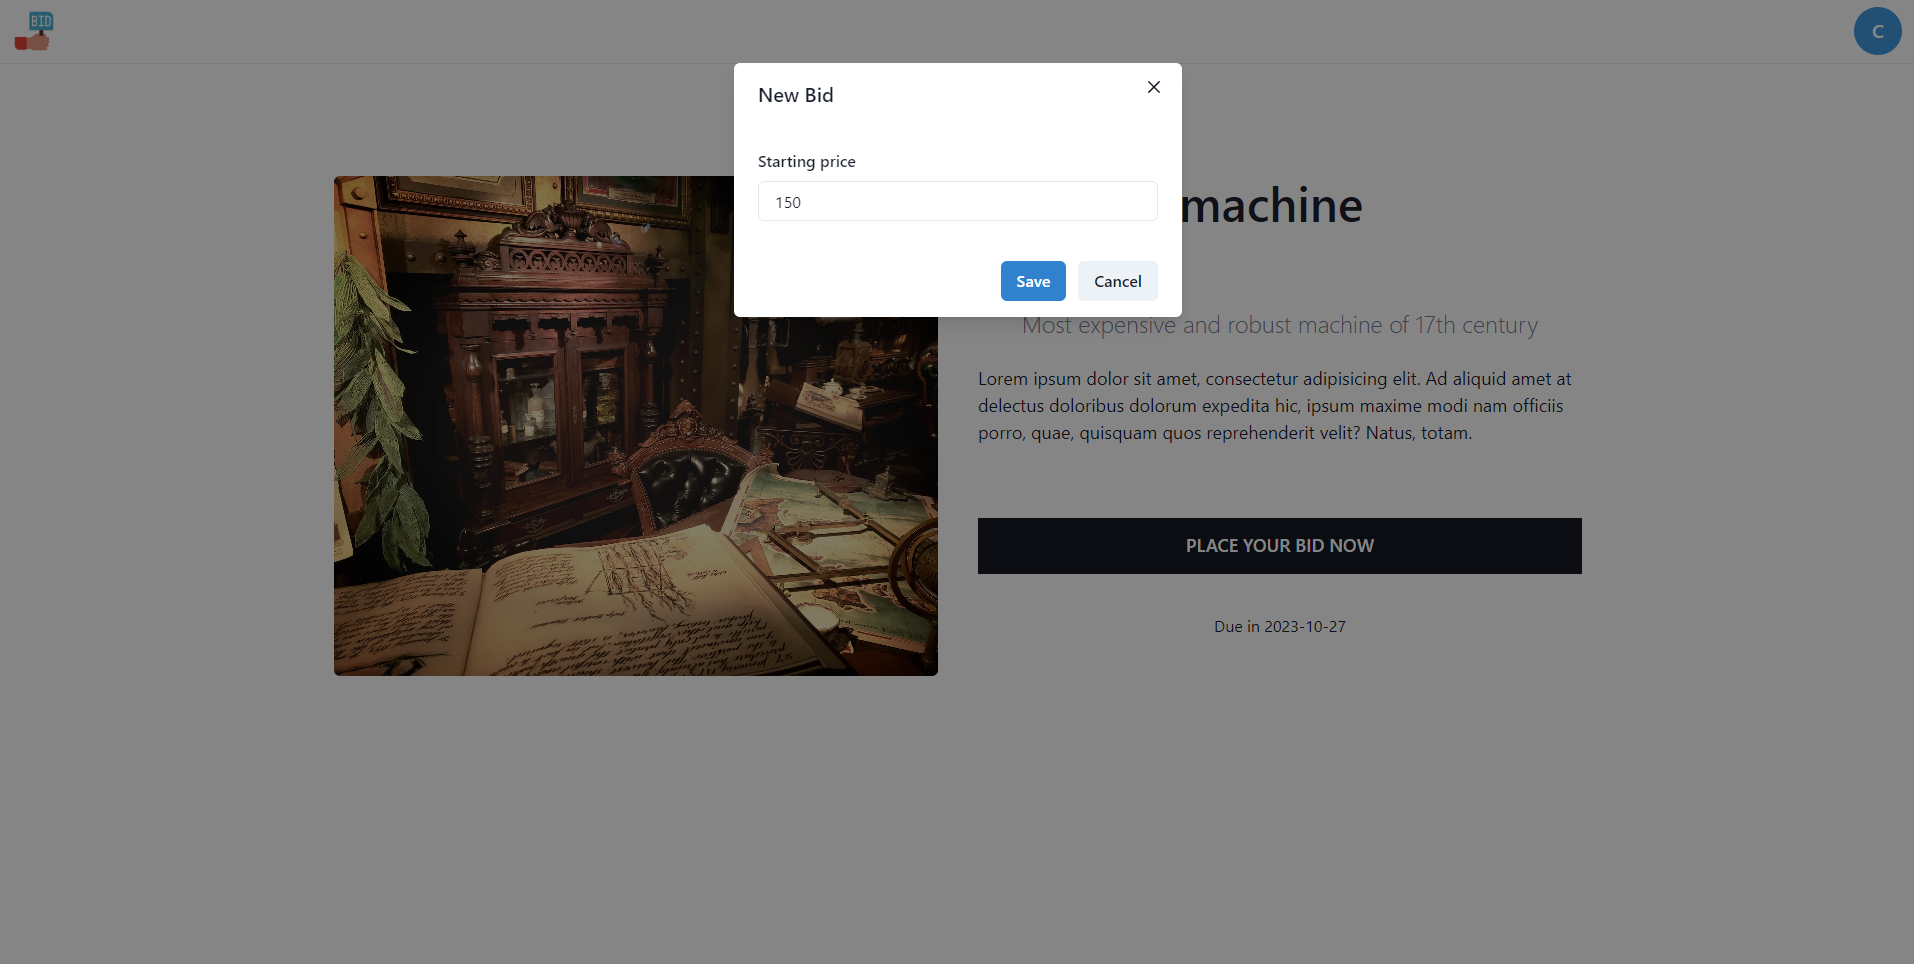 BID
C
New Bid
Starting price
150
Save
Cancel
machine
Most expensive and robust machine of 17th century
Lorem ipsum dolor sit amet, consectetur adipisicing elit. Ad aliquid amet at
delectus doloribus dolorum expedita hic, ipsum maxime modi nam officiis
porro, quae, quisquam quos reprehenderit velit? Natus, totam.
PLACE YOUR BID NOW
Due in 2023-10-27